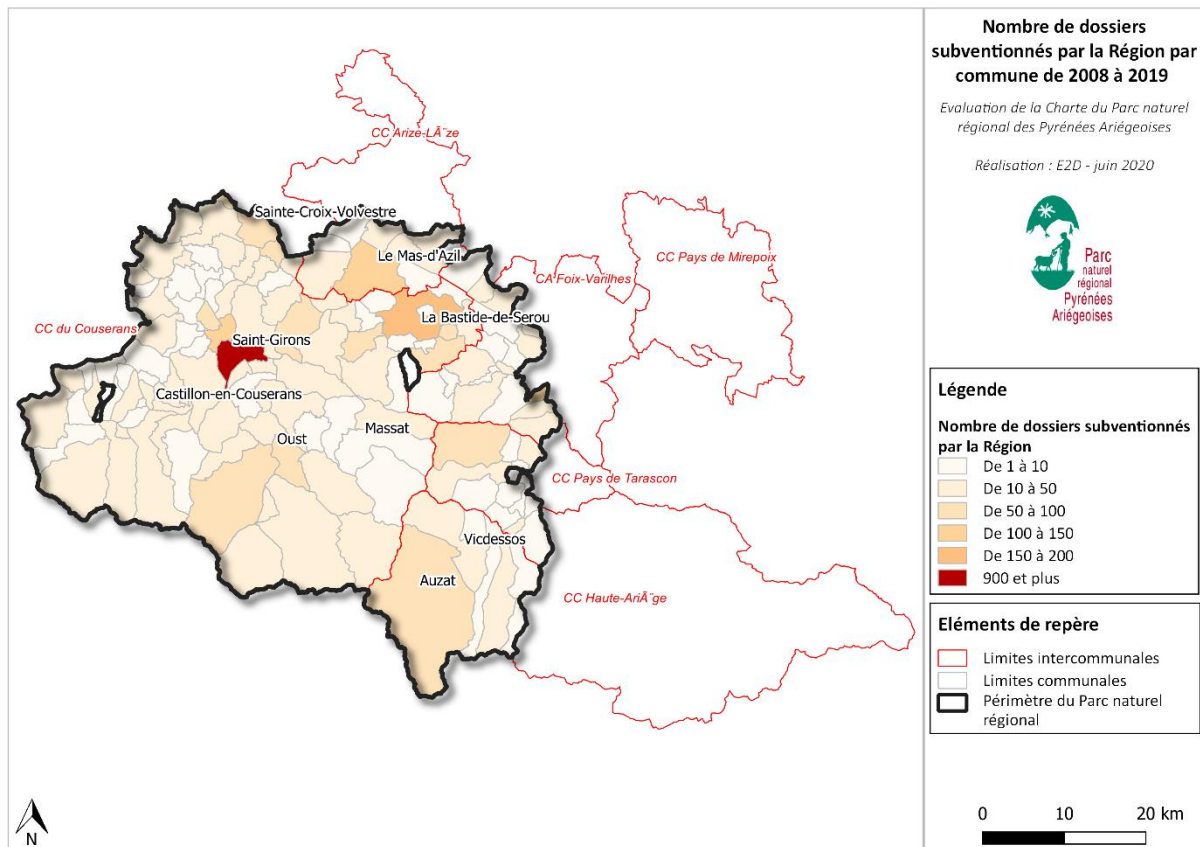 Nombre de dossiers
subventionnés par la Région par
commune de 2008 à 2019
Evaluation de la Charte du Parc naturel
régional des Pyrénées Ariégeoises
Réalisation : E2D - juin 2020
Parc
naturel
régional
Pyrénées
Ariégeoises
CC Arize-LÃ¨ze
Sainte-Croix-Volvestre
Le Mas-d'Azil
CA Foix-Varilhes
CC Pays de Mirepoix
CC du Couserans
La Bastide-de-Serou
Saint-Girons
Castillon-en-Couserans
Oust
Massat
CC Pays de Tarascon
Vicdessos
Auzat
CC Haute-AriÃ¨ge
Légende
Nombre de dossiers subventionnés
par la Région
De 1 à 10
De 10 à 50
De 50 à 100
De 100 à 150
De 150 à 200
900 et plus
Eléments de repère
Limites intercommunales
Limites communales
Périmètre du Parc naturel
régional
N
0 10 20 km